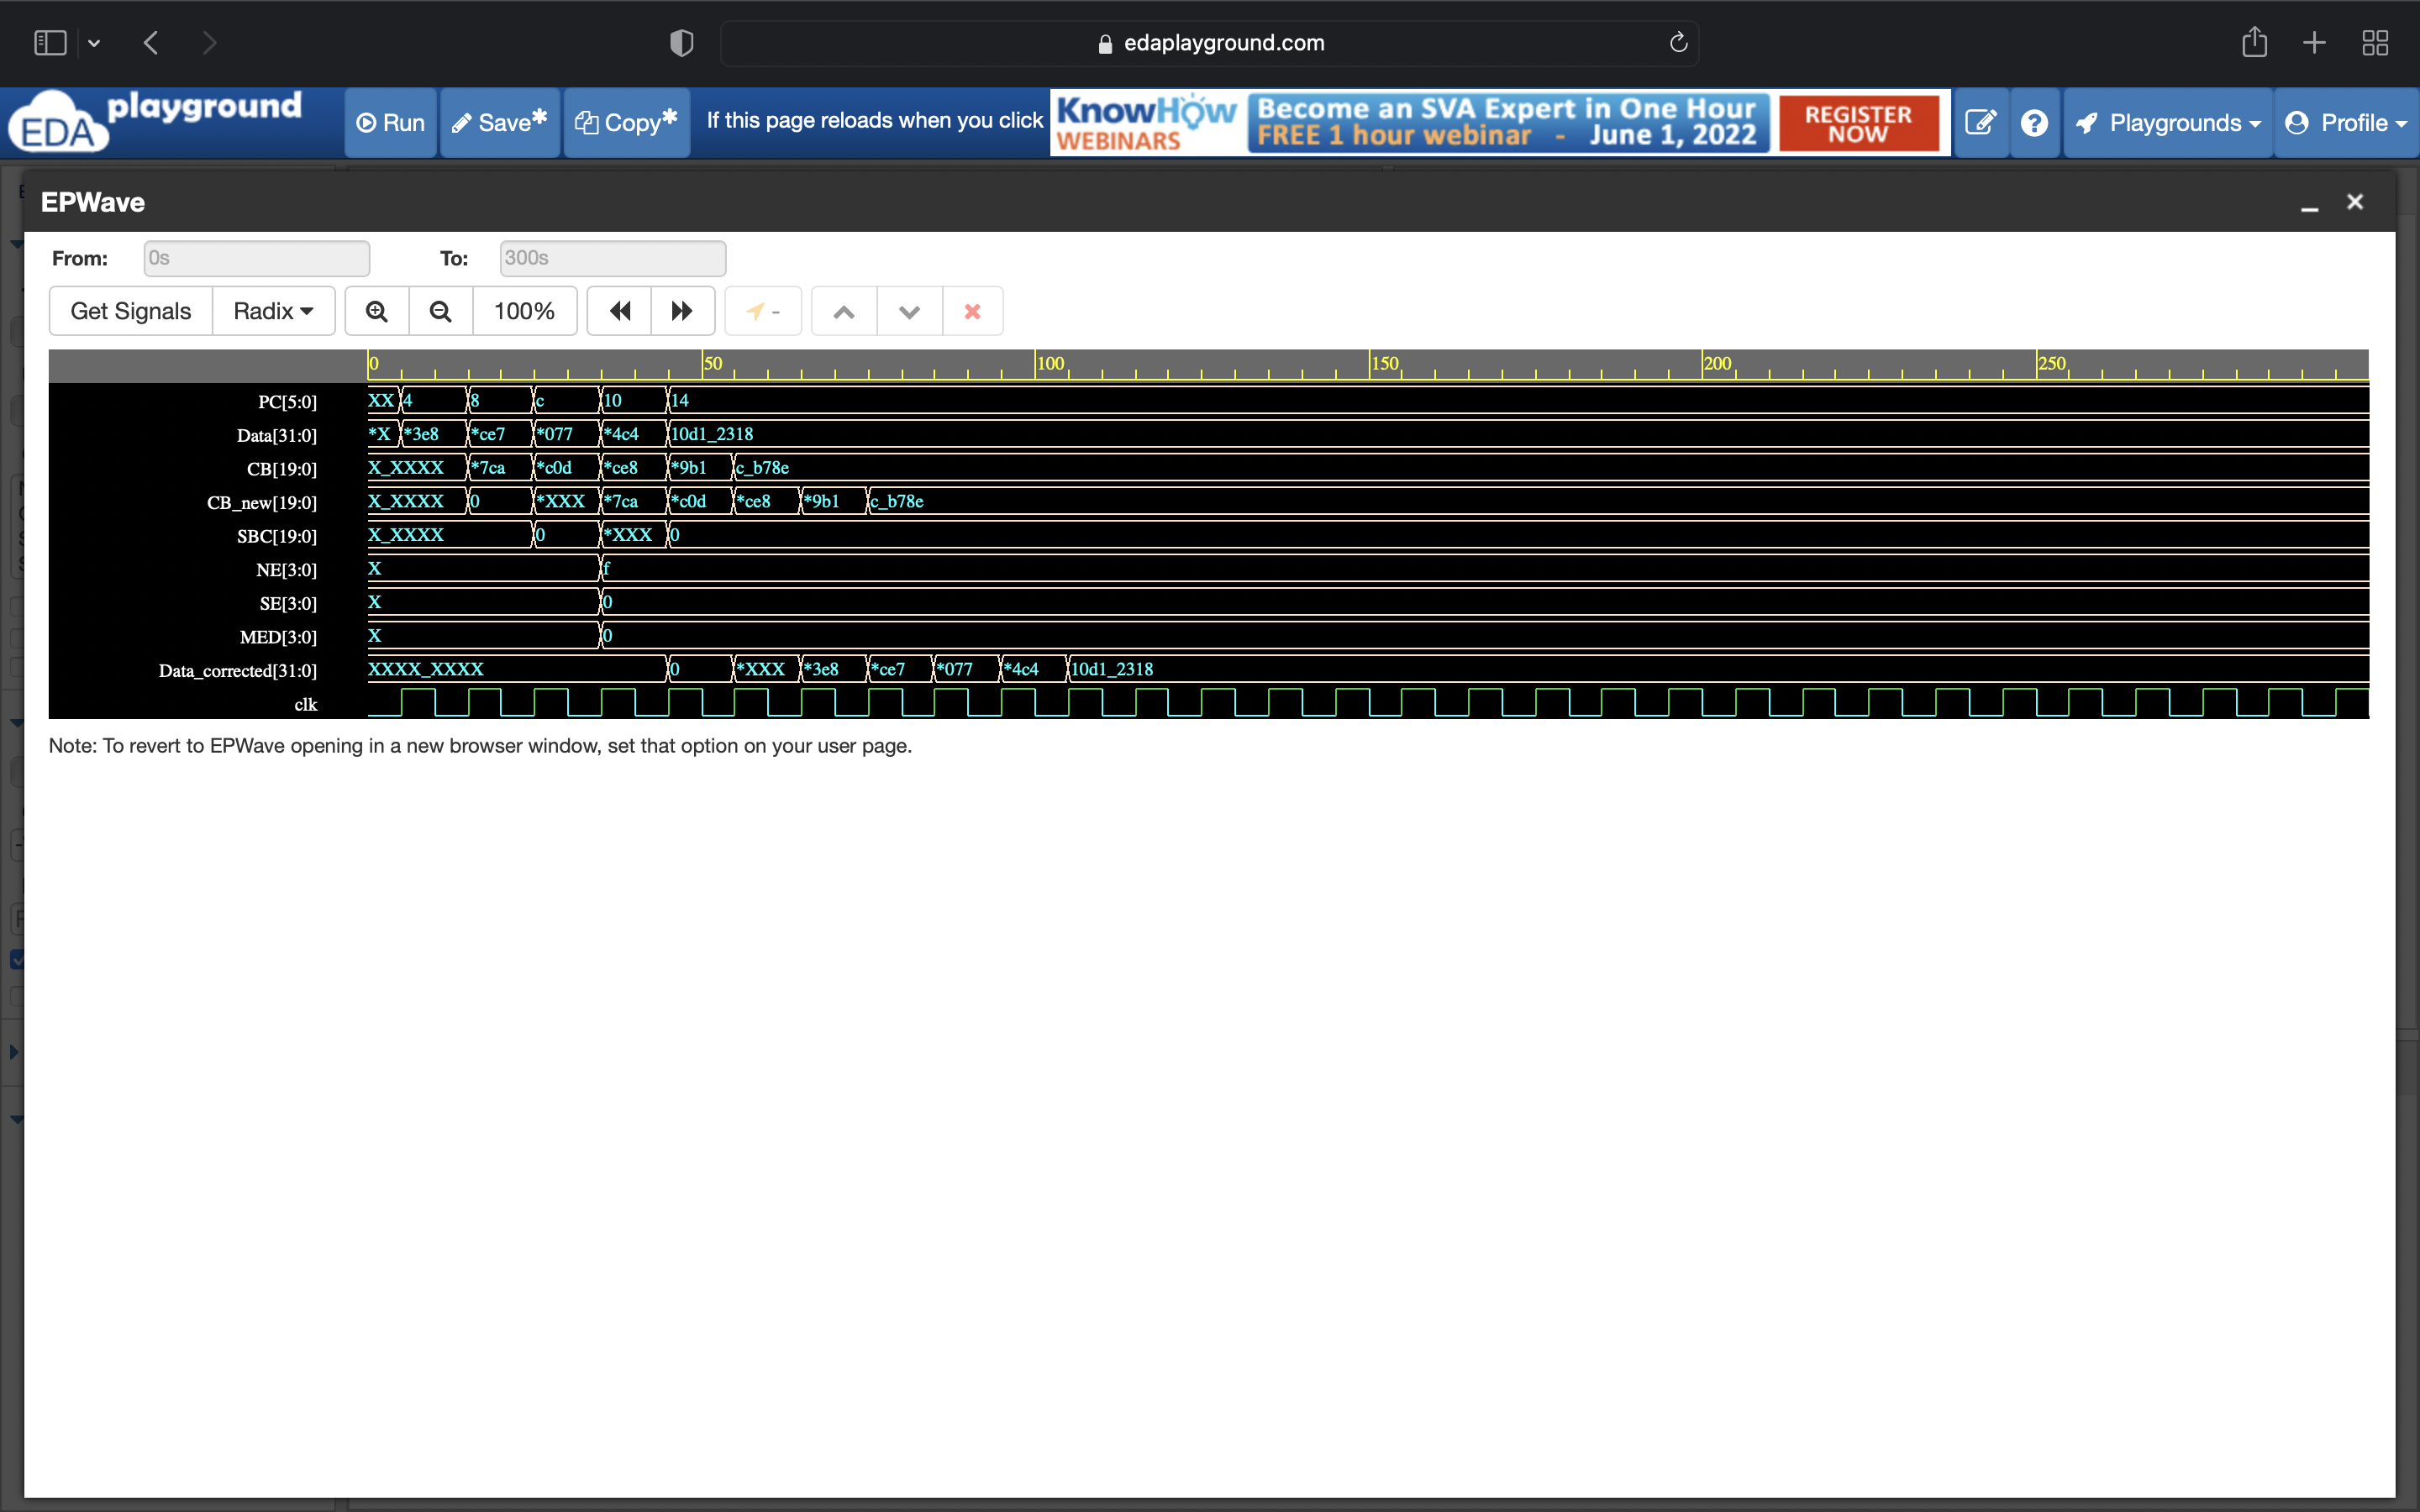 edaplayground.com
EDA playground
Run
Save*
Copy*
If this page reloads when you click
KnowHow WEBINARS
Become an SVA Expert in One Hour
FREE 1 hour webinar - June 1, 2022
REGISTER NOW
Playgrounds
Profile
EPWave
From: 0s To: 300s
Get Signals Radix 100% -
0 50 100 150 200 250
PC[5:0] XX 4 8 c 10 14
Data[31:0] *X *3e8 *ce7 *077 *4c4 10d1_2318
CB[19:0] X_XXXX *7ca *c0d *ce8 *9b1 c_b78e
CB_new[19:0] X_XXXX 0 *XXX *7ca *c0d *ce8 *9b1 c_b78e
SBC[19:0] X_XXXX 0 *XXX 0
NE[3:0] X f
SE[3:0] X 0
MED[3:0] X 0
Data_corrected[31:0] XXXX_XXXX 0 *XXX *3e8 *ce7 *077 *4c4 10d1_2318
clk
Note: To revert to EPWave opening in a new browser window, set that option on your user page.